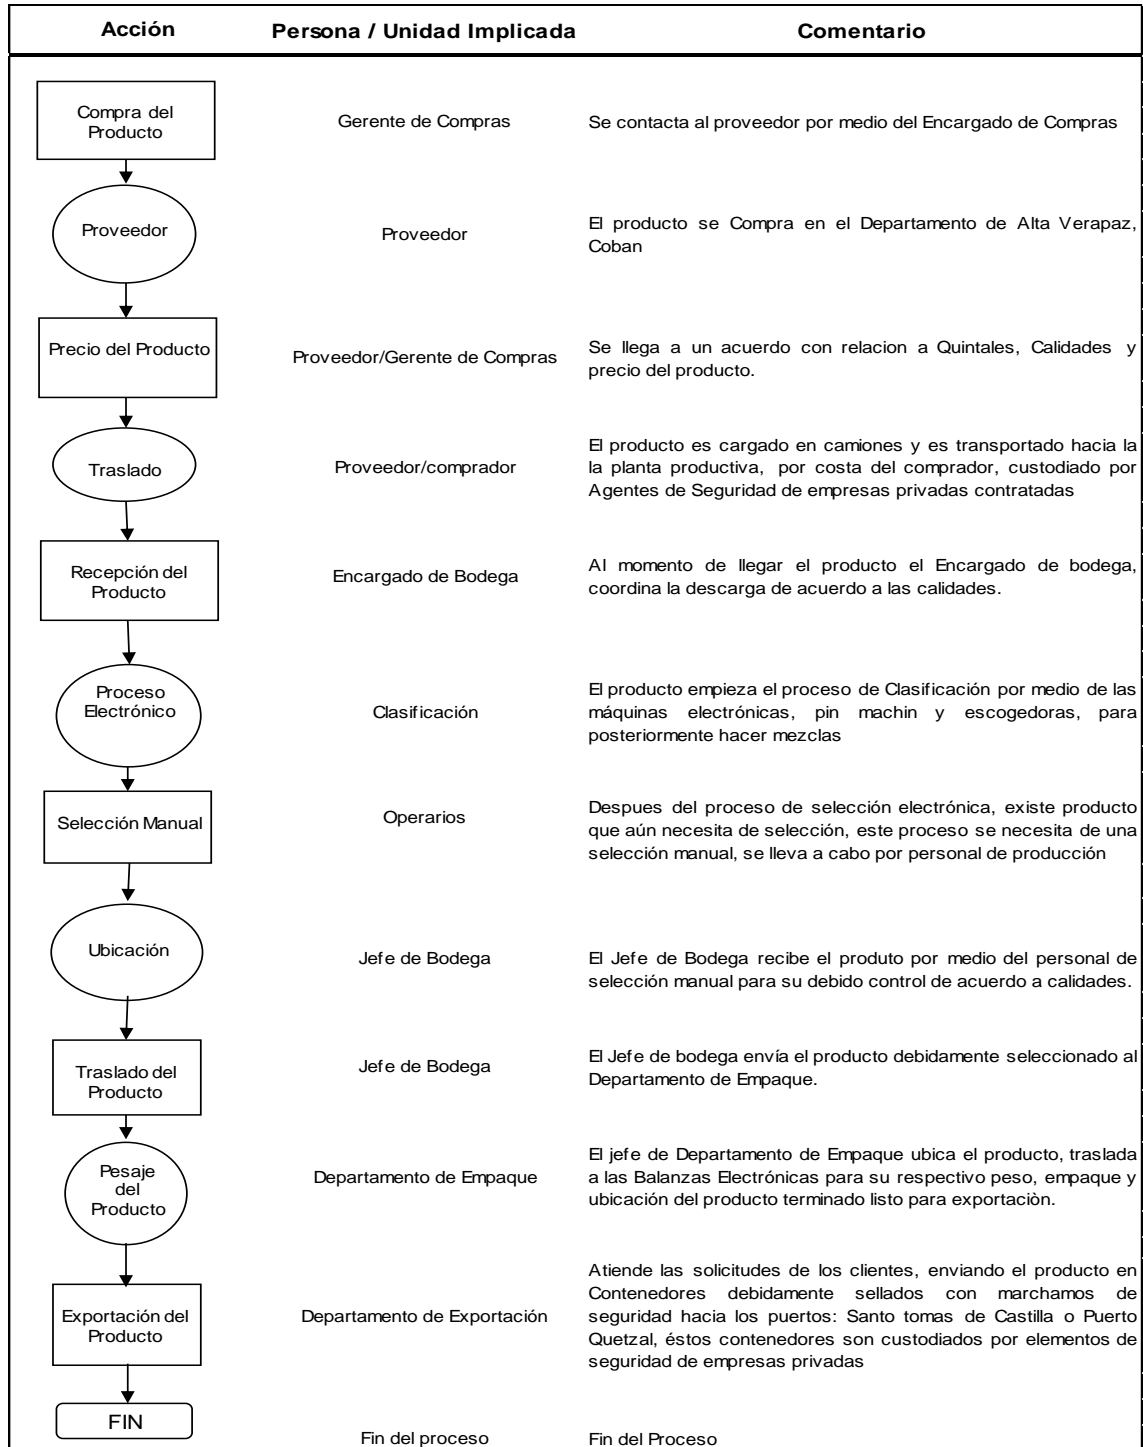 Acción Persona / Unidad Implicada Comentario
Compra del
Producto
Gerente de Compras
Se contacta al proveedor por medio del Encargado de Compras
Proveedor
Proveedor
El producto se Compra en el Departamento de Alta Verapaz,
Coban
Precio del Producto
Proveedor/Gerente de Compras
Se llega a un acuerdo con relacion a Quintales, Calidades y
precio del producto.
Traslado
Proveedor/comprador
El producto es cargado en camiones y es transportado hacia la
la planta productiva, por costa del comprador, custodiado por
Agentes de Seguridad de empresas privadas contratadas
Recepción del
Producto
Encargado de Bodega
Al momento de llegar el producto el Encargado de bodega,
coordina la descarga de acuerdo a las calidades.
Proceso
Electrónico
Clasificación
El producto empieza el proceso de Clasificación por medio de las
máquinas electrónicas, pin machin y escogedoras, para
posteriormente hacer mezclas
Selección Manual
Operarios
Despues del proceso de selección electrónica, existe producto
que aún necesita de selección, este proceso se necesita de una
selección manual, se lleva a cabo por personal de producción
Ubicación
Jefe de Bodega
El Jefe de Bodega recibe el produto por medio del personal de
selección manual para su debido control de acuerdo a calidades.
Traslado del
Producto
Jefe de Bodega
El Jefe de bodega envía el producto debidamente seleccionado al
Departamento de Empaque.
Pesaje
del
Producto
Departamento de Empaque
El jefe de Departamento de Empaque ubica el producto, traslada
a las Balanzas Electrónicas para su respectivo peso, empaque y
ubicación del producto terminado listo para exportaciòn.
Exportación del
Producto
Departamento de Exportación
Atiende las solicitudes de los clientes, enviando el producto en
Contenedores debidamente sellados con marchamos de
seguridad hacia los puertos: Santo tomas de Castilla o Puerto
Quetzal, éstos contenedores son custodiados por elementos de
seguridad de empresas privadas
FIN
Fin del proceso
Fin del Proceso